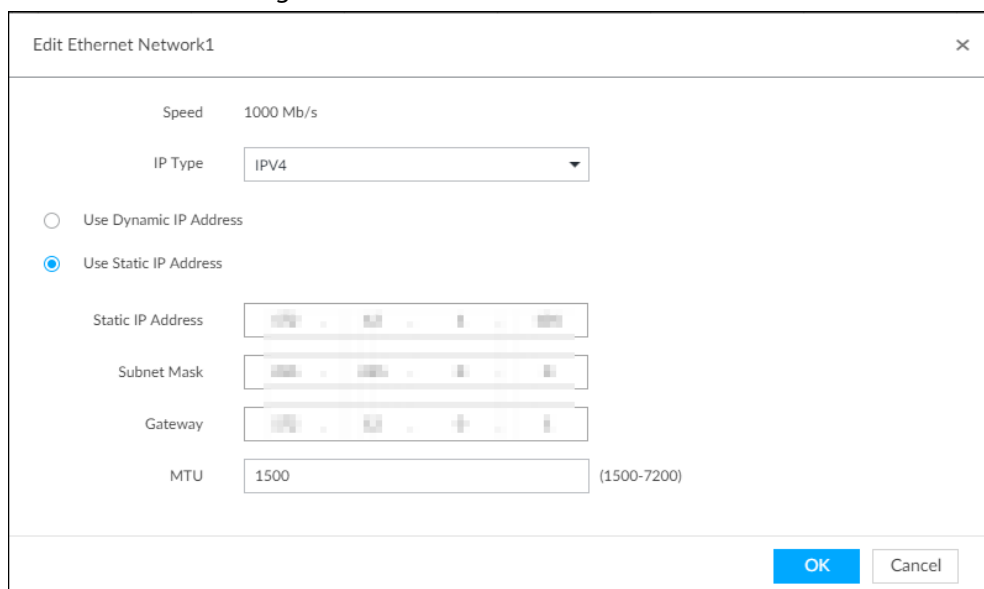 Edit Ethernet Network1 ×
Speed 1000 Mb/s
IP Type IPV4
Use Dynamic IP Address
Use Static IP Address
Static IP Address
Subnet Mask
Gateway
MTU 1500 (1500-7200)
OK Cancel